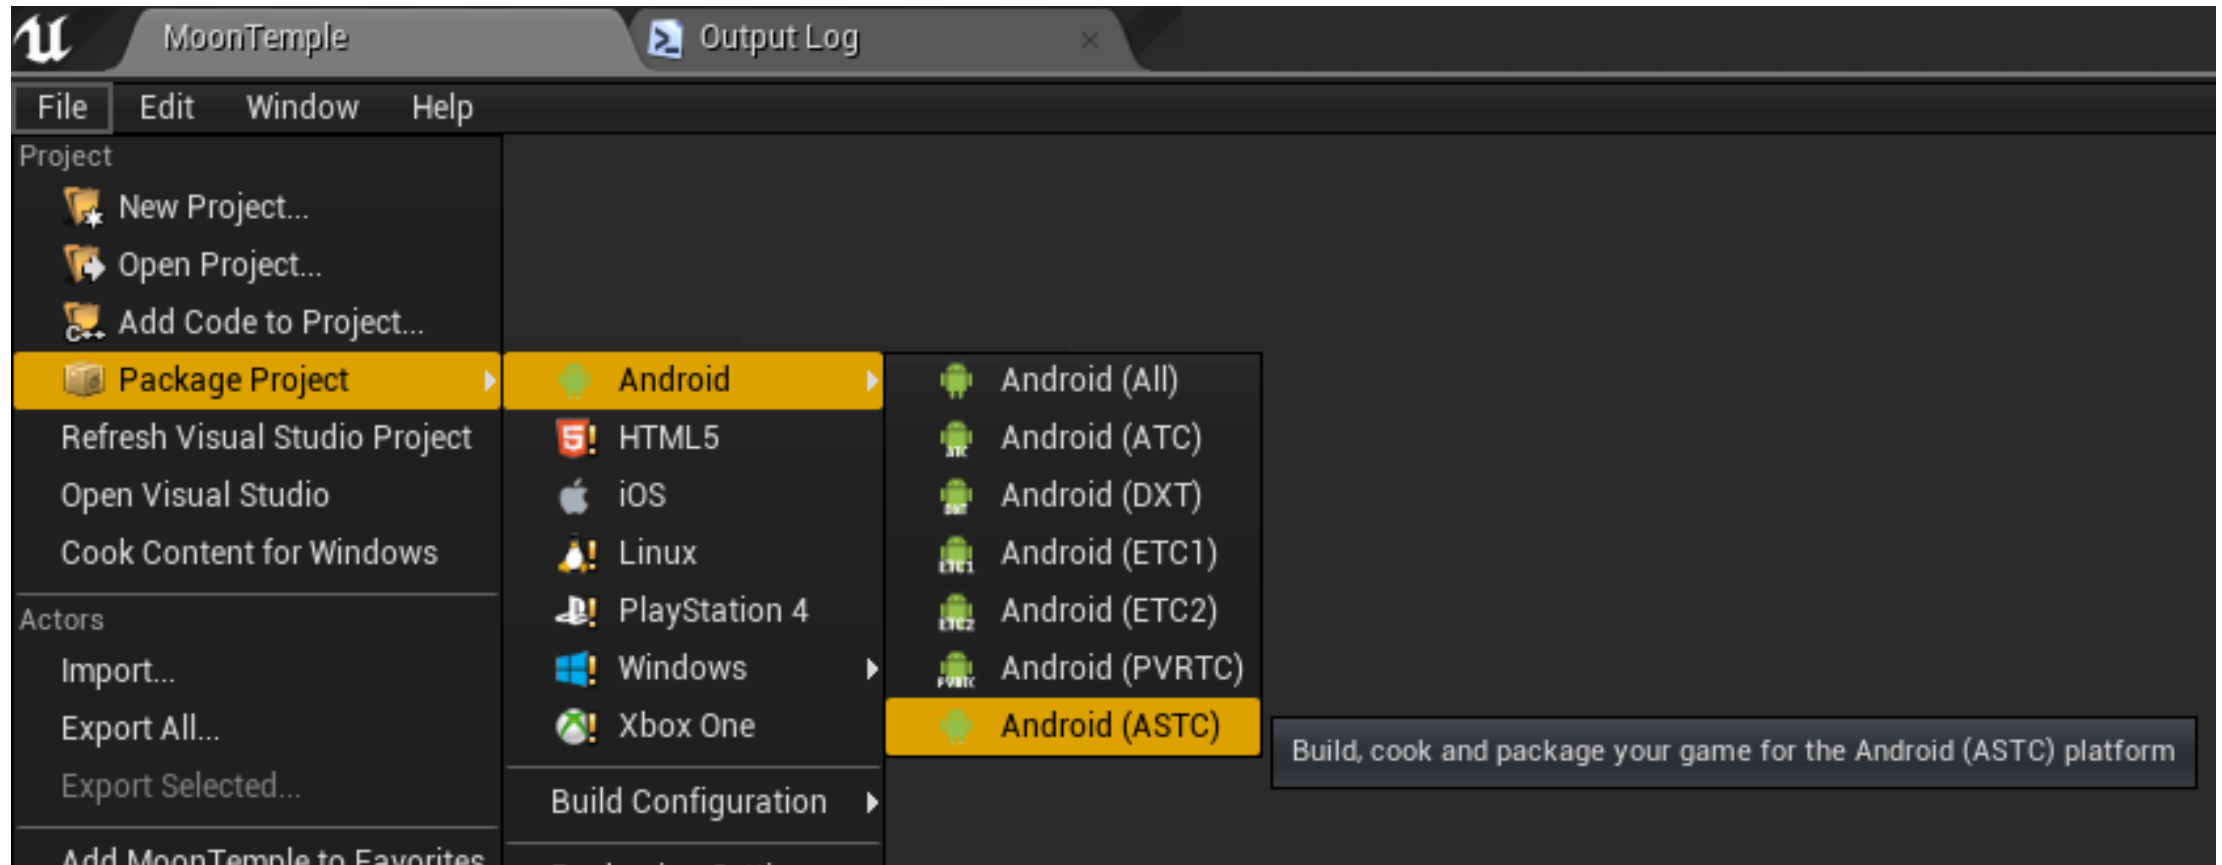 MoonTemple
Output Log
File Edit Window Help
Project
New Project...
Open Project...
Add Code to Project...
Package Project
Refresh Visual Studio Project
Open Visual Studio
Cook Content for Windows
Actors
Import...
Export All...
Export Selected...
Add MoonTemple to Favorites
Android
HTML5
iOS
Linux
PlayStation 4
Windows
Xbox One
Build Configuration
Android (All)
Android (ATC)
Android (DXT)
Android (ETC1)
Android (ETC2)
Android (PVRTC)
Android (ASTC)
Build, cook and package your game for the Android (ASTC) platform